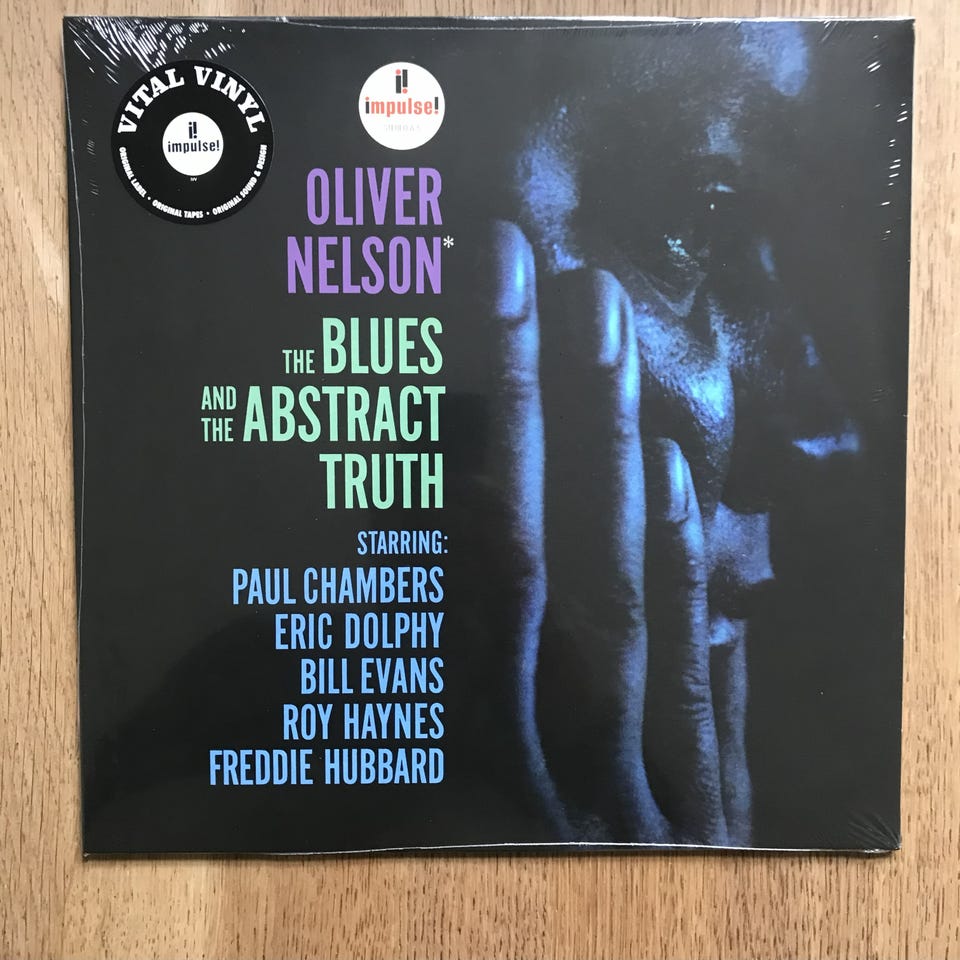 VITAL VINYL
i!
impulse!
ORIGINAL LABEL • ORIGINAL TAPES • ORIGINAL SOUND & DESIGN
i!
impulse!
OLIVER
NELSON*
THE BLUES
AND THE ABSTRACT
TRUTH
STARRING:
PAUL CHAMBERS
ERIC DOLPHY
BILL EVANS
ROY HAYNES
FREDDIE HUBBARD